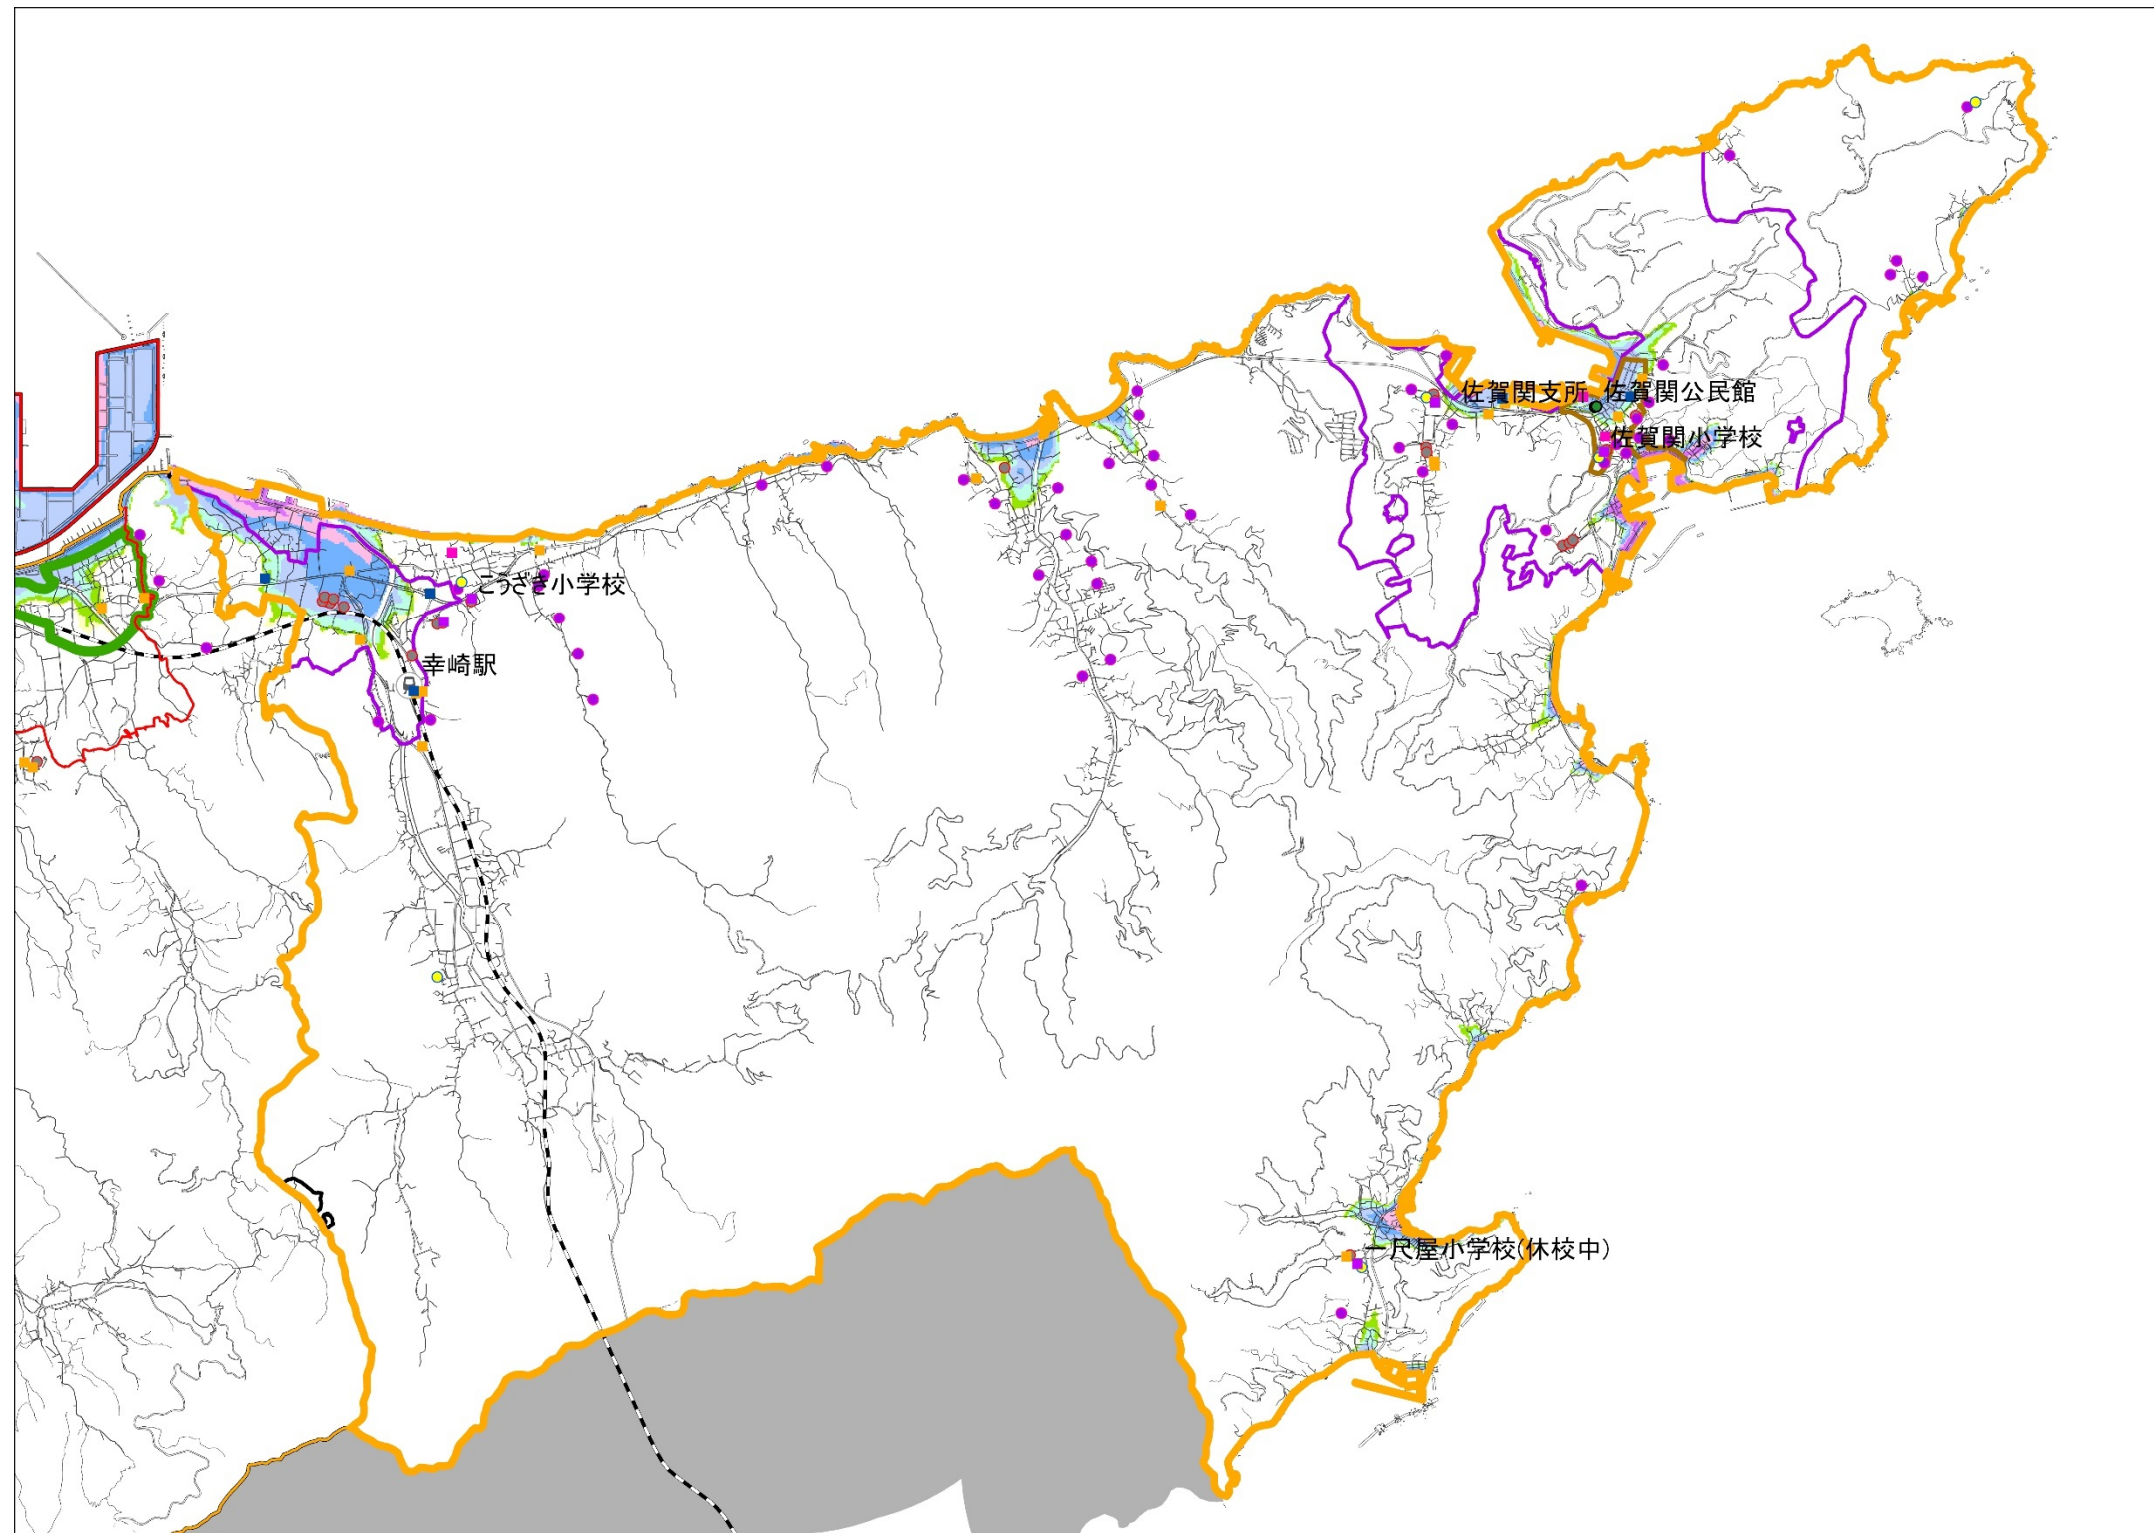 佐賀関支所
佐賀関公民館
佐賀関小学校
こうざき小学校
幸崎駅
一尺屋小学校(休校中)